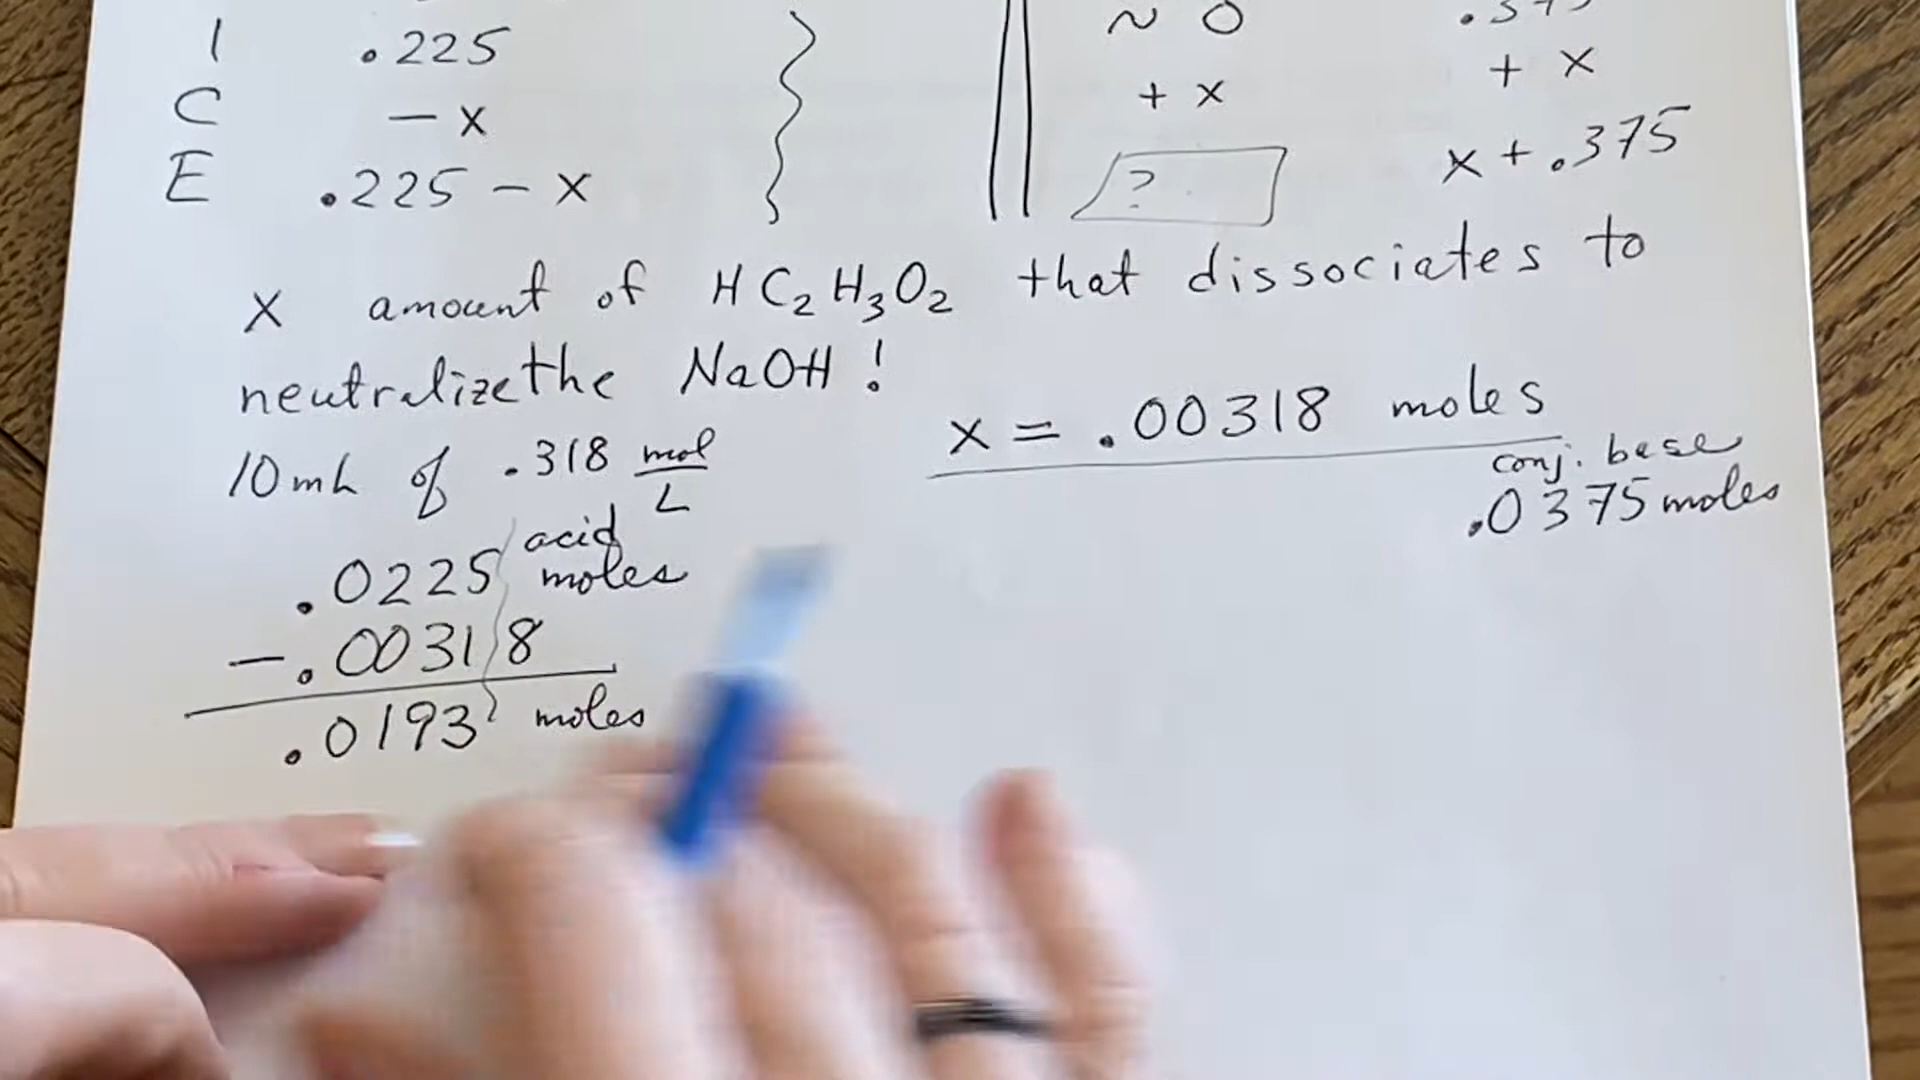 I .225 ~ 0 .375
C - x + x + x
E .225 - x ? x + .375
X amount of HC₂H₃O₂ that dissociates to
neutralize the NaOH !
x = .00318 moles
10 mL of .318 mol/L
conj. base
.0375 moles
acid
.0225 moles
- .00318
.0193 moles